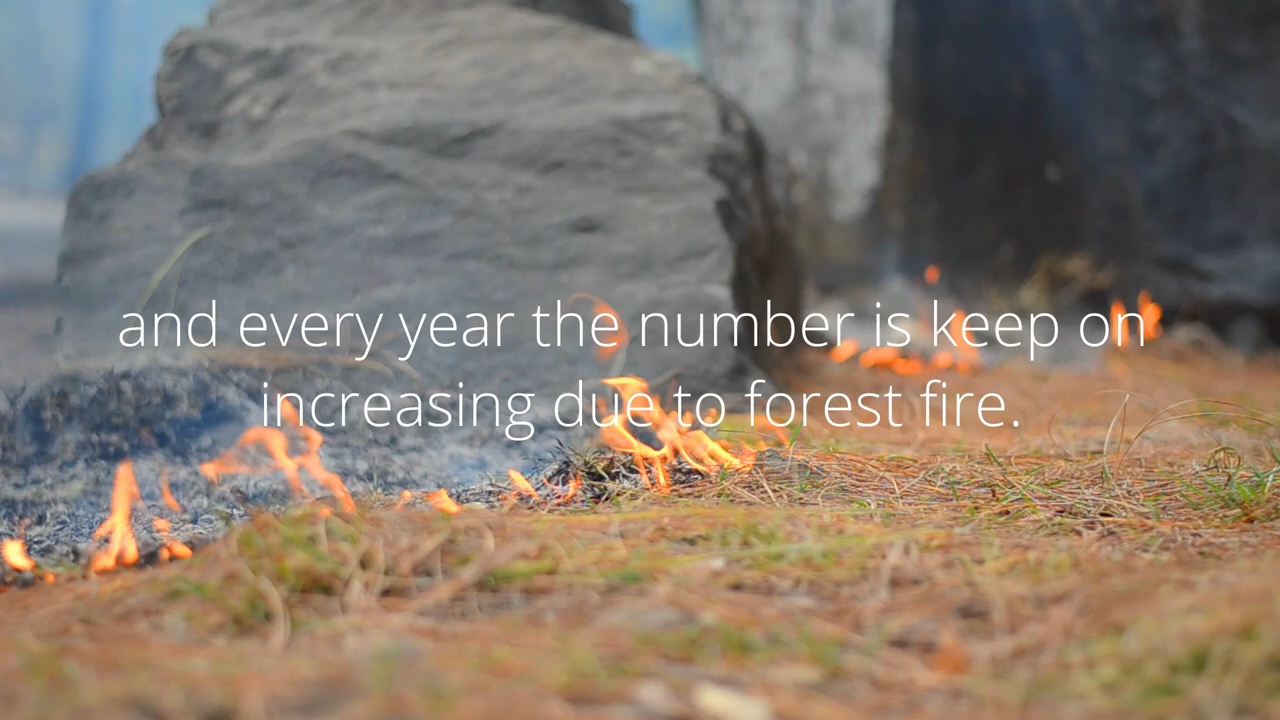 and every year the number is keep on
increasing due to forest fire.